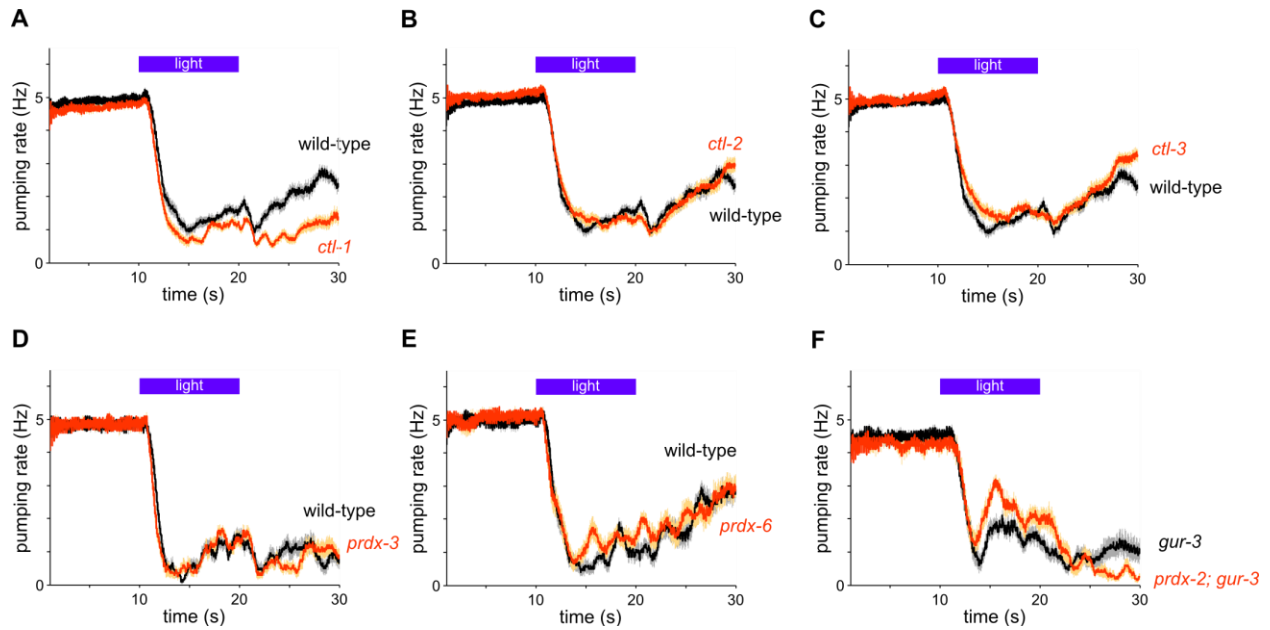 A
light
pumping rate (Hz)
5
0
wild-type
ctl-1
10
20
30
time (s)
B
light
pumping rate (Hz)
5
0
ctl-2
wild-type
10
20
30
time (s)
C
light
pumping rate (Hz)
5
0
ctl-3
wild-type
10
20
30
time (s)
D
light
pumping rate (Hz)
5
0
wild-type
prdx-3
10
20
30
time (s)
E
light
pumping rate (Hz)
5
0
wild-type
prdx-6
10
20
30
time (s)
F
light
pumping rate (Hz)
5
0
gur-3
prdx-2; gur-3
10
20
30
time (s)